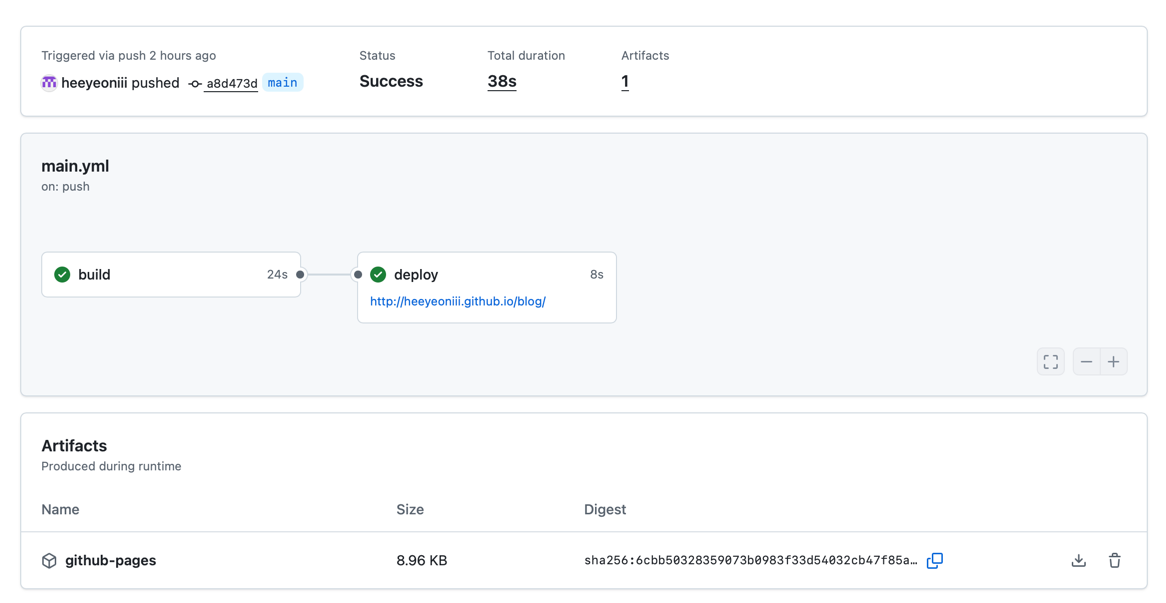 Triggered via push 2 hours ago
heeyeoniii pushed a8d473d main
Status
Success
Total duration
38s
Artifacts
1
main.yml
on: push
build 24s
deploy 8s
http://heeyeoniii.github.io/blog/
Artifacts
Produced during runtime
Name Size Digest
github-pages 8.96 KB sha256:6cbb50328359073b0983f33d54032cb47f85a…